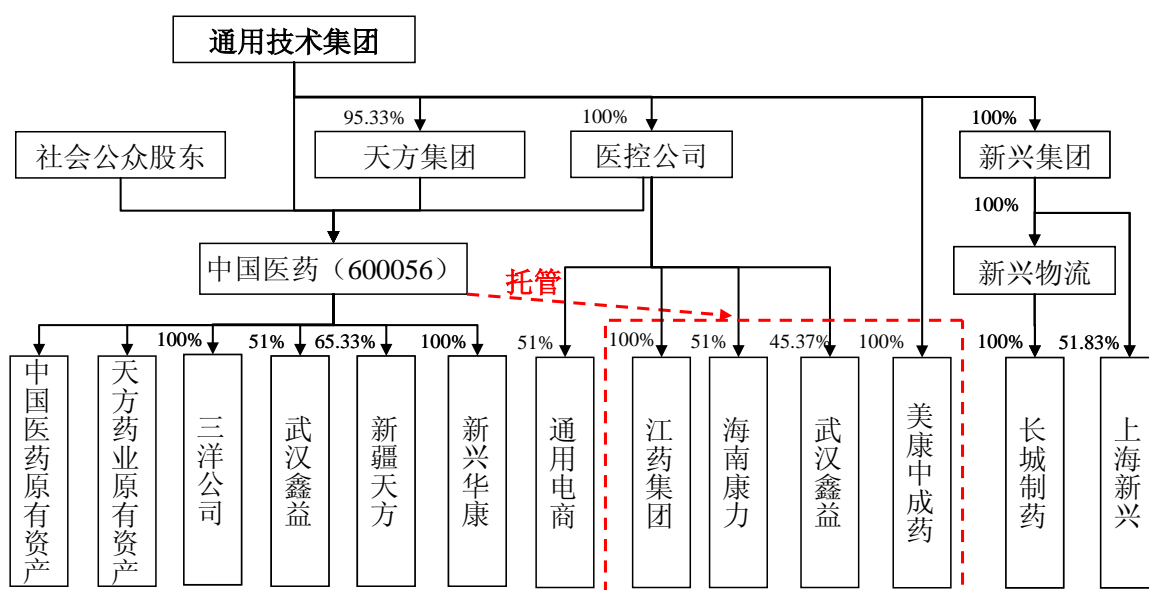 通用技术集团
95.33%
100%
100%
社会公众股东
天方集团
医控公司
新兴集团
100%
中国医药（600056）
托管
新兴物流
100%
51%
65.33%
100%
51%
100%
51%
45.37%
100%
100%
51.83%
中国医药原有资产
天方药业原有资产
三洋公司
武汉鑫益
新疆天方
新兴华康
通用电商
江药集团
海南康力
武汉鑫益
美康中成药
长城制药
上海新兴